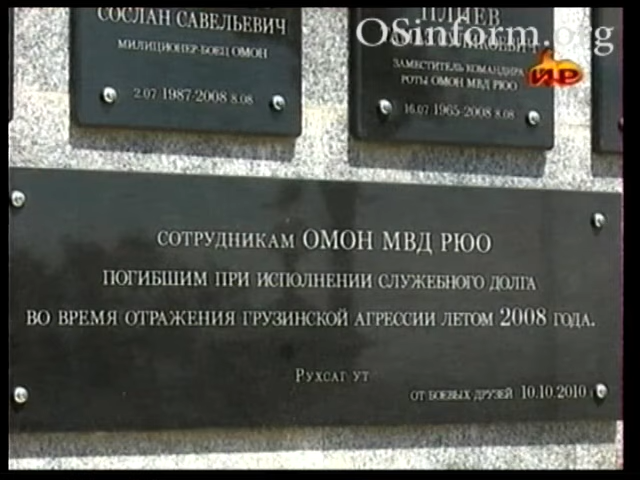 OSinform.org
ИР
СОСЛАН САВЕЛЬЕВИЧ
МИЛИЦИОНЕР-БОЕЦ ОМОН
2.07 1987-2008 8.08
ПЛИЕВ
ЗАМЕСТИТЕЛЬ КОМАНДИРА
РОТЫ ОМОН МВД РЮО
16.07 1965-2008 8.08
СОТРУДНИКАМ ОМОН МВД РЮО
ПОГИБШИМ ПРИ ИСПОЛНЕНИИ СЛУЖЕБНОГО ДОЛГА
ВО ВРЕМЯ ОТРАЖЕНИЯ ГРУЗИНСКОЙ АГРЕССИИ ЛЕТОМ 2008 ГОДА.
РУХСАГ УТ
ОТ БОЕВЫХ ДРУЗЕЙ 10.10.2010